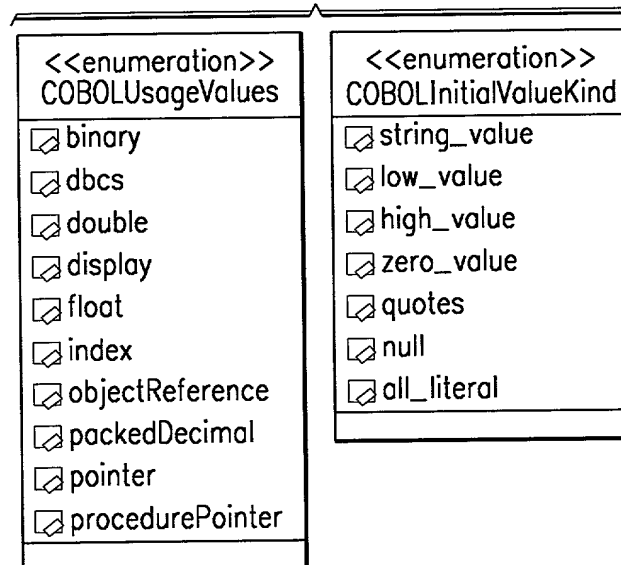 <<enumeration>>
COBOLUsageValues
binary
dbcs
double
display
float
index
objectReference
packedDecimal
pointer
procedurePointer
<<enumeration>>
COBOLInitialValueKind
string_value
low_value
high_value
zero_value
quotes
null
all_literal